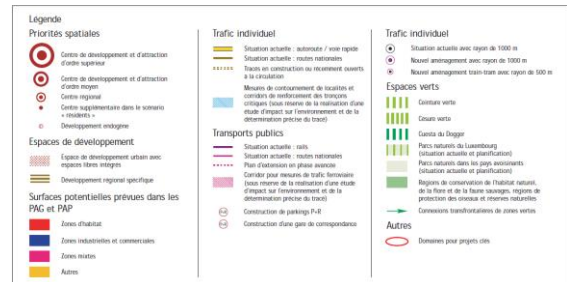 Légende
Priorités spatiales
Centre de développement et d'attraction
d'ordre supérieur
Centre de développement et d'attraction
d'ordre moyen
Centre regional
Centre supplémentaire dans le scenario
« résidents »
Développement endogène
Espaces de développement
Espace de développement urbain avec
espaces libres integrés
Développement régional spécifique
Surfaces potentielles prévues dans les
PAG et PAP
Zones d'habitat
Zones industrielles et commerciales
Zones mixtes
Autres
Trafic individuel
Situation actuelle : autoroute / voie rapide
Situation actuelle : routes nationales
Traces en construction ou récemment ouverts
à la circulation
Mesures de contournement de localités et
corridors de renforcement des tronçons
critiques (sous réserve de la réalisation d'une
étude d'impact sur l'environnement et de la
détermination précise du tracé)
Transports publics
Situation actuelle : rails
Situation actuelle : routes nationales
Plan d'extension en phase avancée
Corridor pour mesures de trafic ferroviaire
(sous réserve de la réalisation d'une étude
d'impact sur l'environnement et de la
détermination précise du tracé)
Construction de parkings P+R
Construction d'une gare de correspondance
Trafic individuel
Situation actuelle avec rayon de 1000 m
Nouvel aménagement avec rayon de 1000 m
Nouvel aménagement train-tram avec rayon de 500 m
Espaces verts
Ceinture verte
Cesure verte
Cuesta du Dogger
Parcs naturels du Luxembourg
(situation actuelle et planification)
Parcs naturels dans les pays avoisinants
(situation actuelle et planification)
Regions de conservation de l'habitat naturel,
de la flore et de la faune sauvages, regions de
protection des oiseaux et réserves naturelles
Connexions transfrontalières de zones vertes
Autres
Domaines pour projets clés